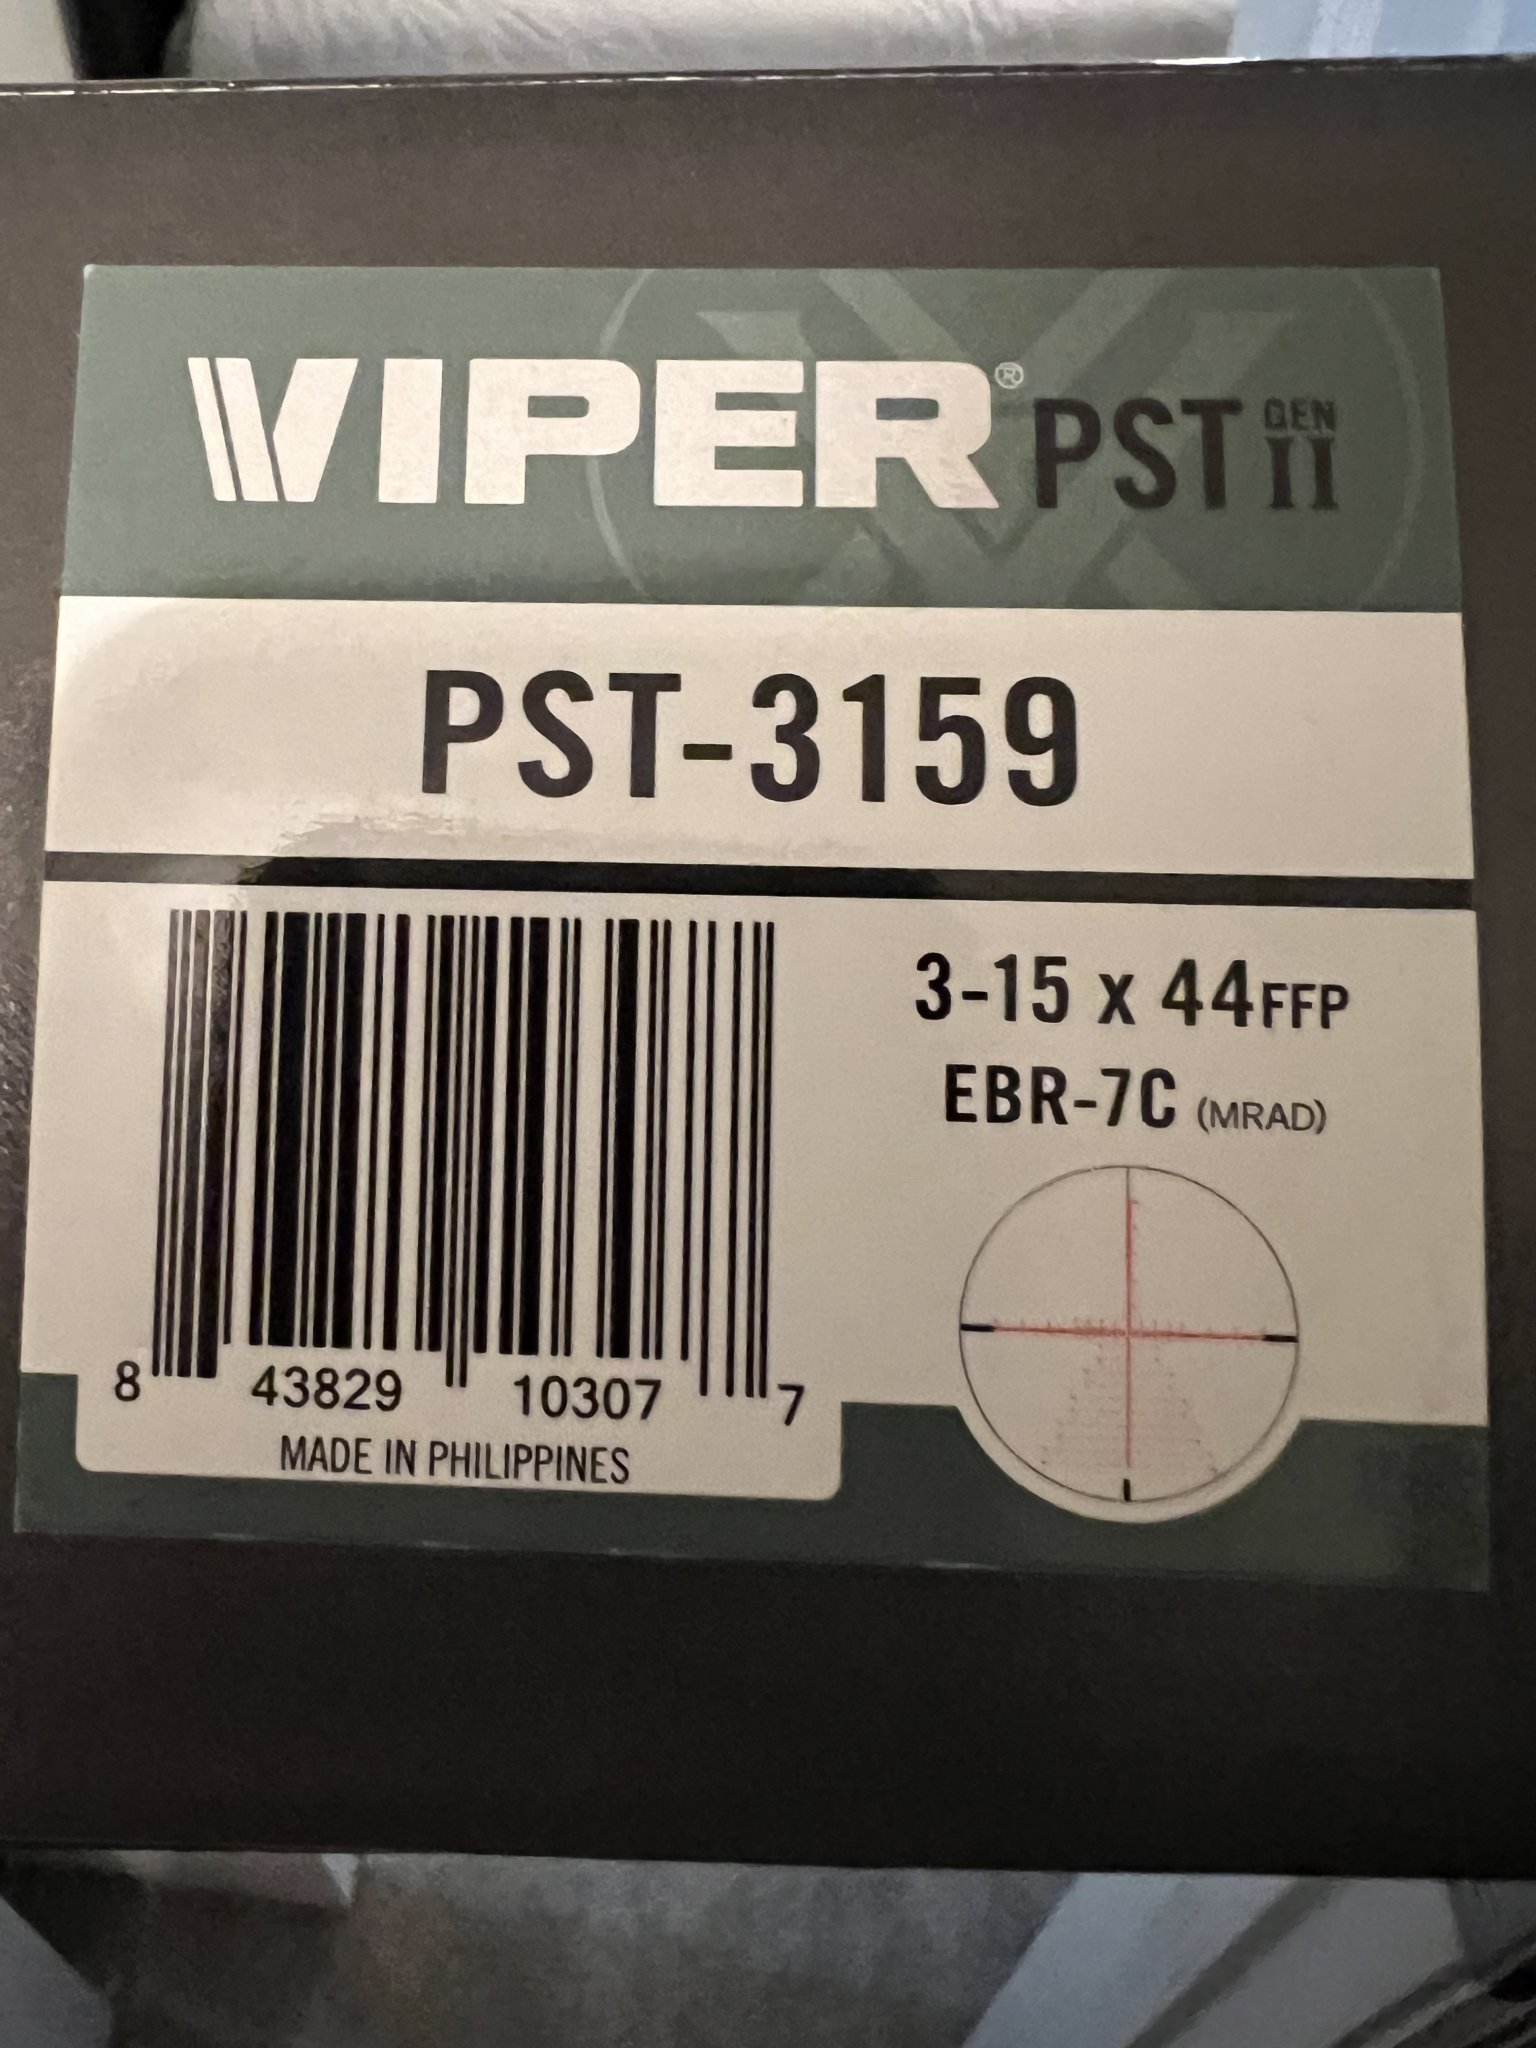 VIPER® PST GEN II
PST-3159
3-15 x 44FFP
EBR-7C (MRAD)
8 43829 10307 7
MADE IN PHILIPPINES